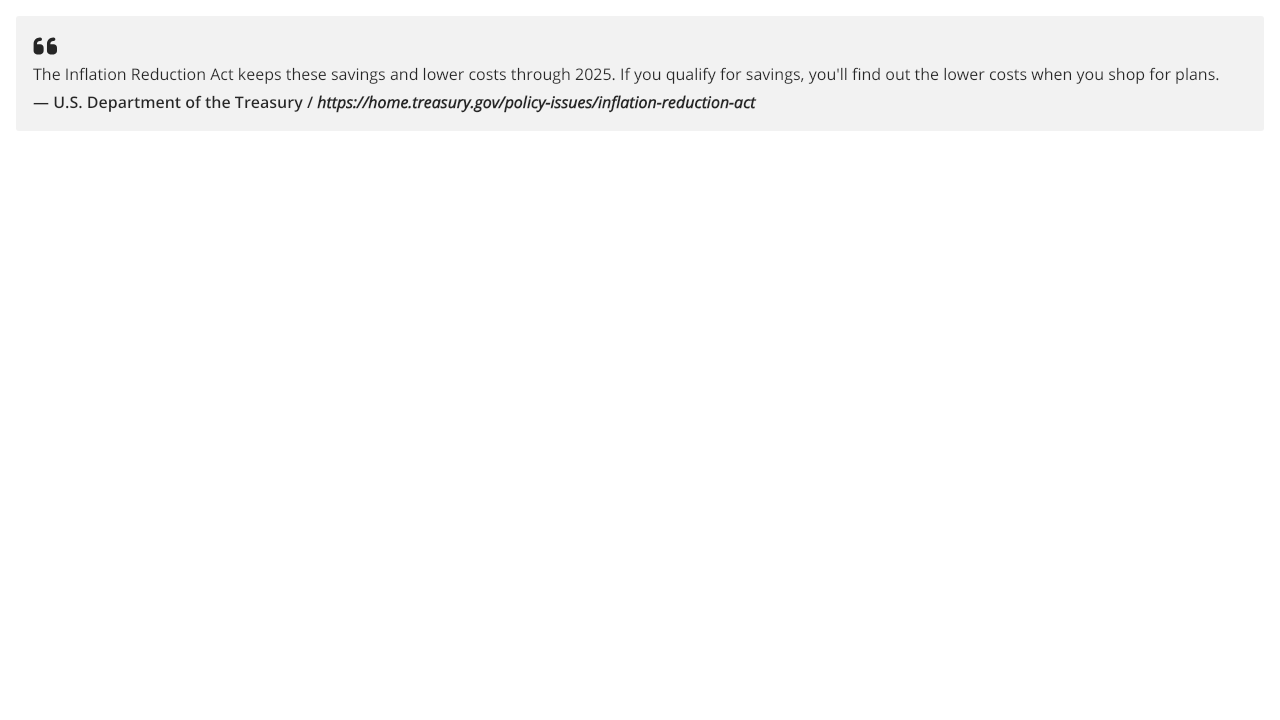 The Inflation Reduction Act keeps these savings and lower costs through 2025. If you qualify for savings, you'll find out the lower costs when you shop for plans.
— U.S. Department of the Treasury / https://home.treasury.gov/policy-issues/inflation-reduction-act